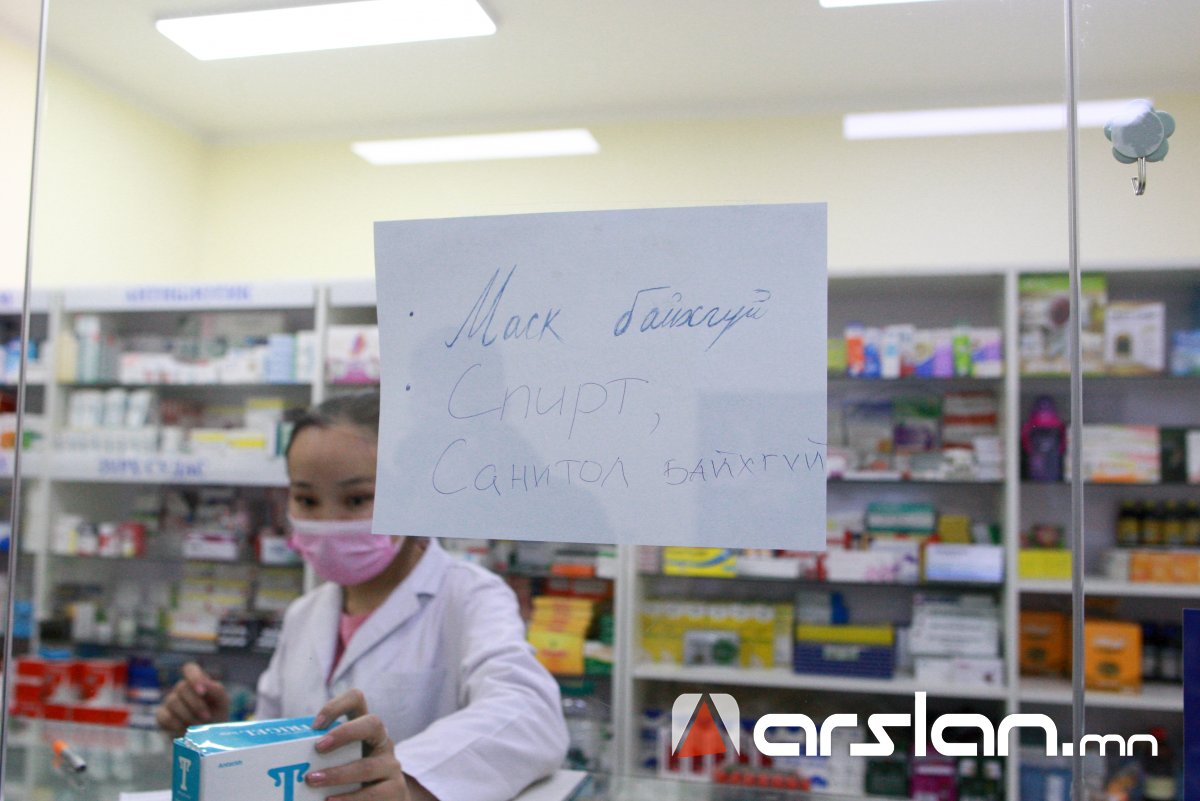 • Маск байхгүй
• Спирт,
Санитол байхгүй
arslan.mn